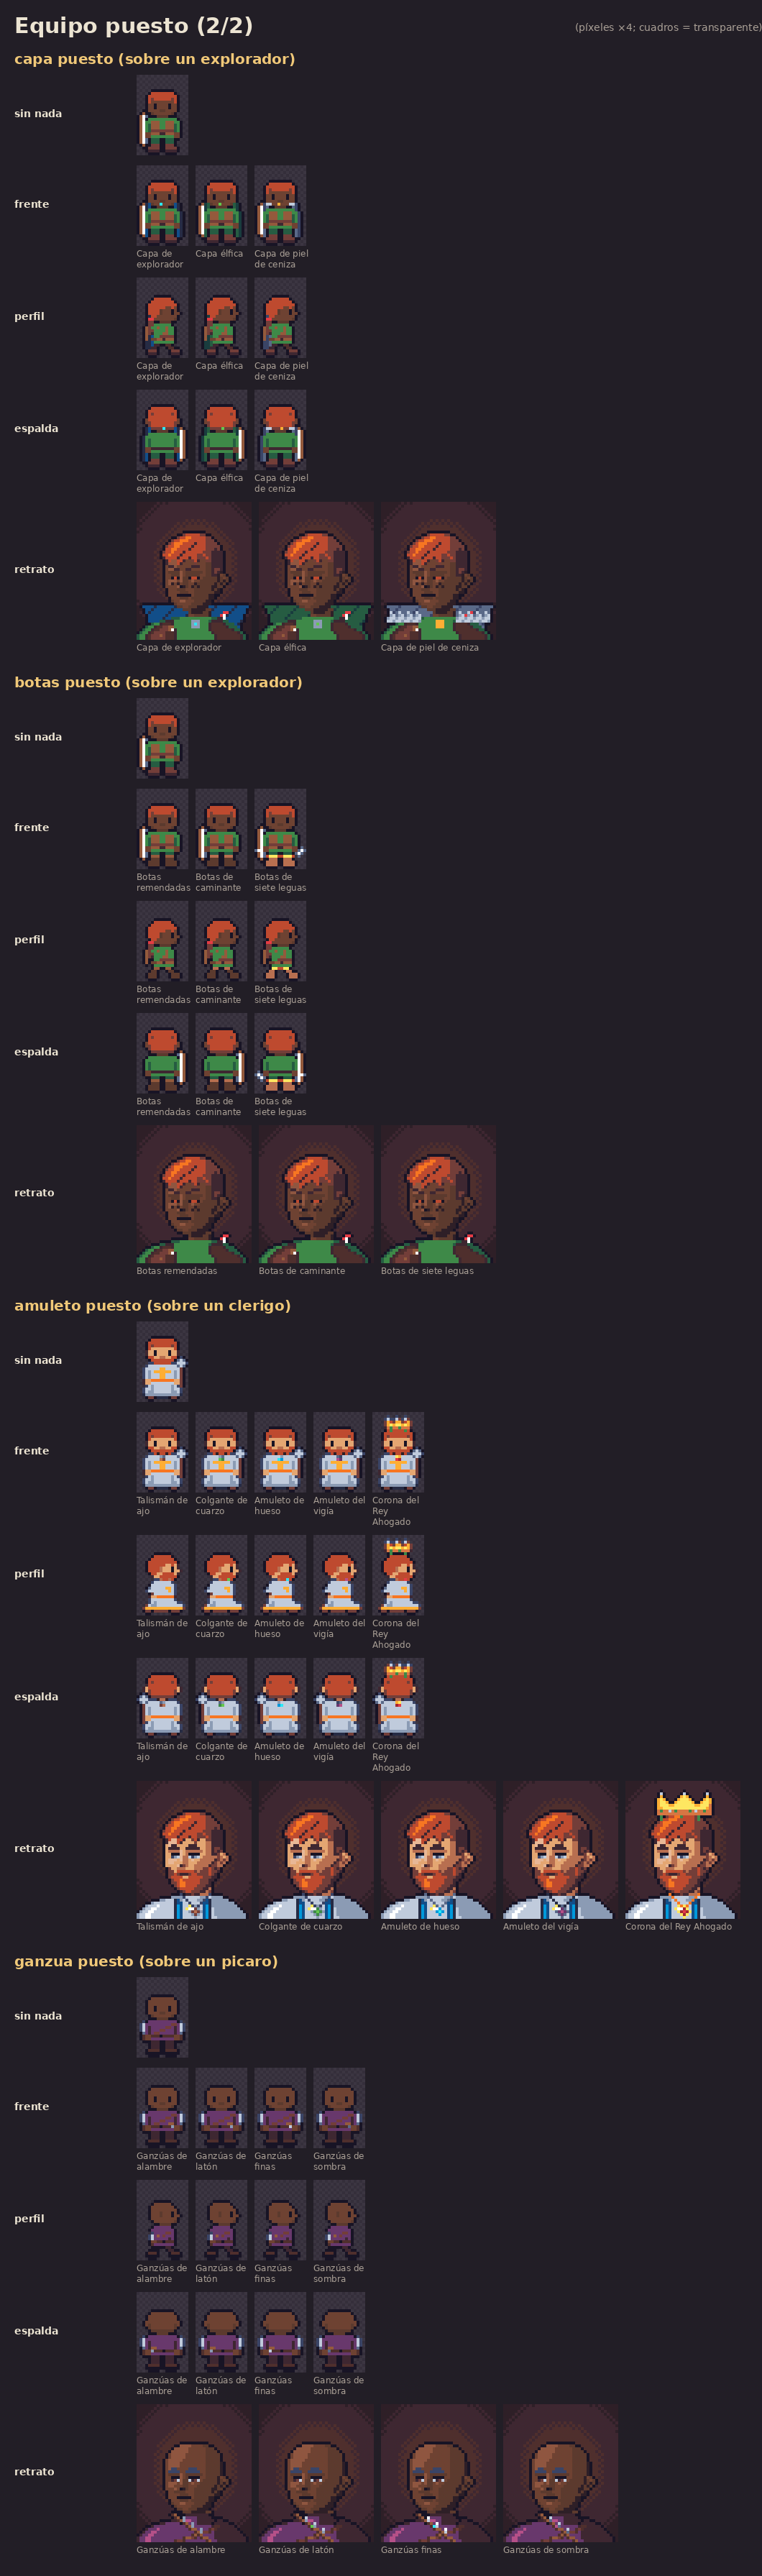 Equipo puesto (2/2)
(píxeles ×4; cuadros = transparente)
capa puesto (sobre un explorador)
sin nada
frente
Capa de
explorador
Capa élfica
Capa de piel
de ceniza
perfil
Capa de
explorador
Capa élfica
Capa de piel
de ceniza
espalda
Capa de
explorador
Capa élfica
Capa de piel
de ceniza
retrato
Capa de explorador
Capa élfica
Capa de piel de ceniza
botas puesto (sobre un explorador)
sin nada
frente
Botas
remendadas
Botas de
caminante
Botas de
siete leguas
perfil
Botas
remendadas
Botas de
caminante
Botas de
siete leguas
espalda
Botas
remendadas
Botas de
caminante
Botas de
siete leguas
retrato
Botas remendadas
Botas de caminante
Botas de siete leguas
amuleto puesto (sobre un clerigo)
sin nada
frente
Talismán de
ajo
Colgante de
cuarzo
Amuleto de
hueso
Amuleto del
vigía
Corona del
Rey
Ahogado
perfil
Talismán de
ajo
Colgante de
cuarzo
Amuleto de
hueso
Amuleto del
vigía
Corona del
Rey
Ahogado
espalda
Talismán de
ajo
Colgante de
cuarzo
Amuleto de
hueso
Amuleto del
vigía
Corona del
Rey
Ahogado
retrato
Talismán de ajo
Colgante de cuarzo
Amuleto de hueso
Amuleto del vigía
Corona del Rey Ahogado
ganzua puesto (sobre un picaro)
sin nada
frente
Ganzúas de
alambre
Ganzúas de
latón
Ganzúas
finas
Ganzúas de
sombra
perfil
Ganzúas de
alambre
Ganzúas de
latón
Ganzúas
finas
Ganzúas de
sombra
espalda
Ganzúas de
alambre
Ganzúas de
latón
Ganzúas
finas
Ganzúas de
sombra
retrato
Ganzúas de alambre
Ganzúas de latón
Ganzúas finas
Ganzúas de sombra